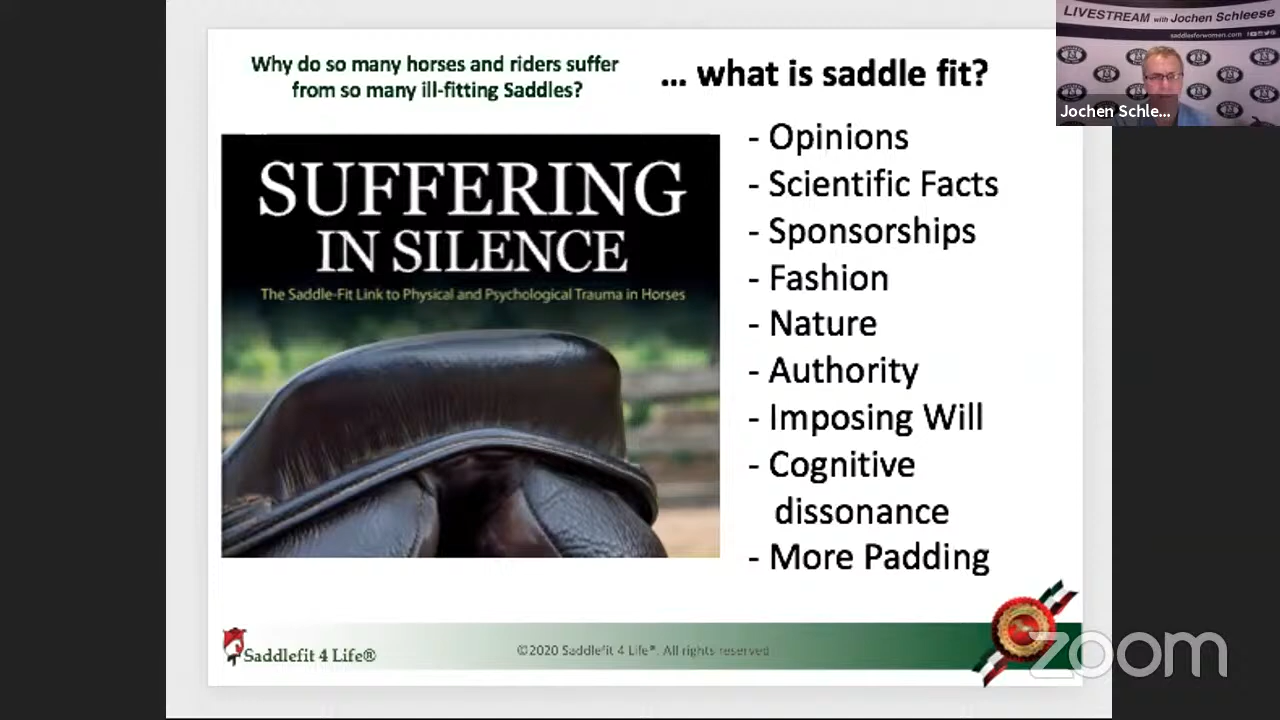 Why do so many horses and riders suffer
from so many ill-fitting Saddles?
... what is saddle fit?
SUFFERING
IN SILENCE
The Saddle-Fit Link to Physical and Psychological Trauma in Horses
- Opinions
- Scientific Facts
- Sponsorships
- Fashion
- Nature
- Authority
- Imposing Will
- Cognitive
dissonance
- More Padding
Saddlefit 4 Life®
©2020 Saddlefit 4 Life®. All rights reserved
zoom
LIVESTREAM with Jochen Schleese
saddlesforwomen.com
Jochen Schle...